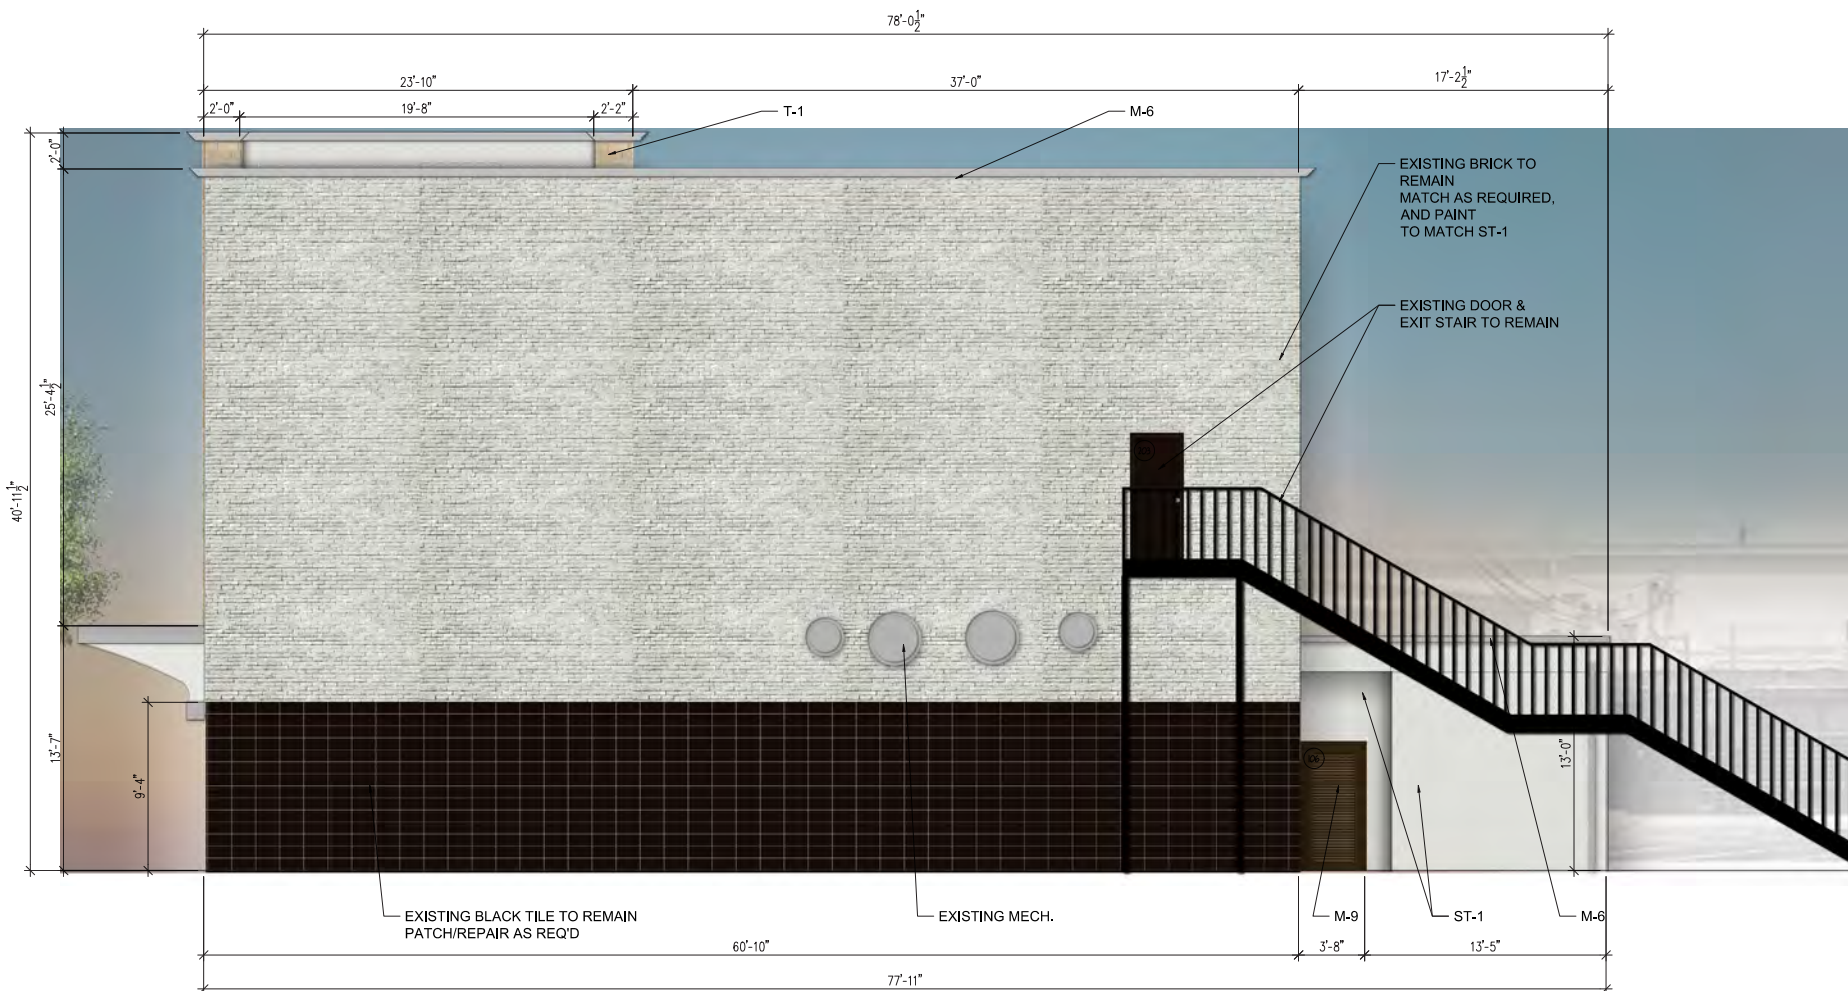 78'-0½"
23'-10"
37'-0"
17'-2½"
2'-0"
19'-8"
2'-2"
T-1
M-6
2'-0"
EXISTING BRICK TO
REMAIN
MATCH AS REQUIRED,
AND PAINT
TO MATCH ST-1
EXISTING DOOR &
EXIT STAIR TO REMAIN
25'-4½"
40'-11½"
13'-7"
9'-4"
13'-0"
106
EXISTING BLACK TILE TO REMAIN
PATCH/REPAIR AS REQ'D
EXISTING MECH.
M-9
ST-1
M-6
60'-10"
3'-8"
13'-5"
77'-11"